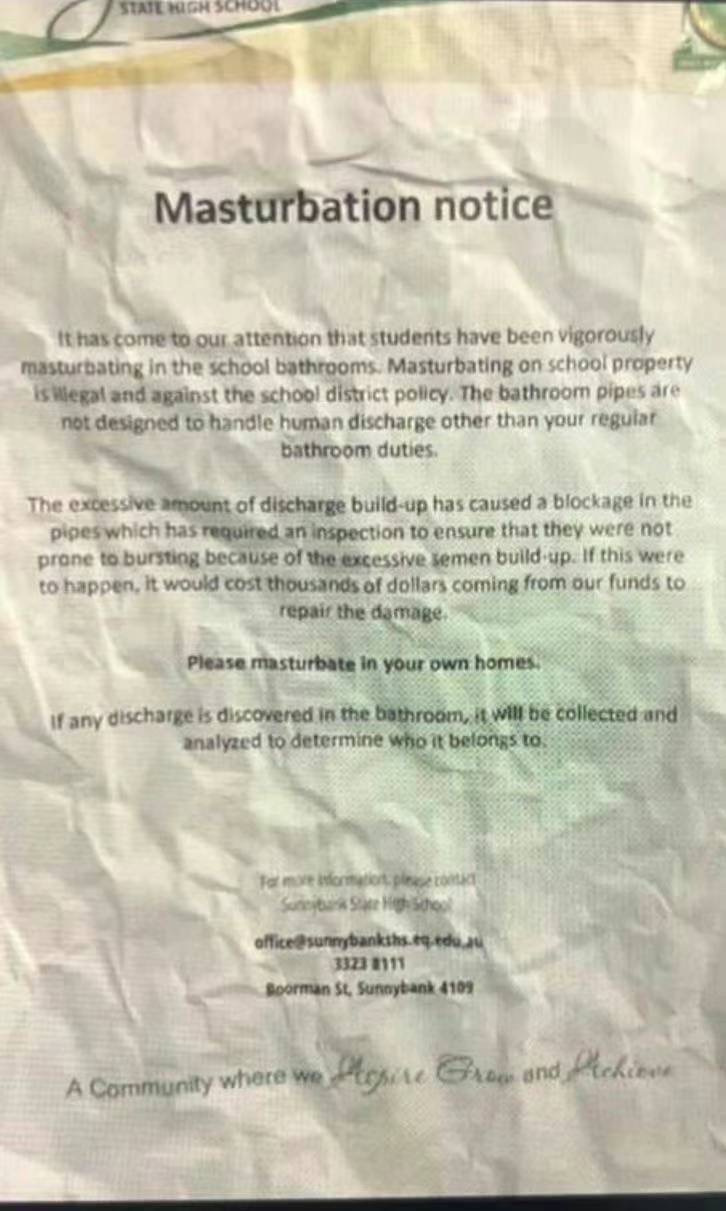 STATE HIGH SCHOOL
Masturbation notice
It has come to our attention that students have been vigorously
masturbating in the school bathrooms. Masturbating on school property
is illegal and against the school district policy. The bathroom pipes are
not designed to handle human discharge other than your regular
bathroom duties.
The excessive amount of discharge build-up has caused a blockage in the
pipes which has required an inspection to ensure that they were not
prone to bursting because of the excessive semen build-up. If this were
to happen, it would cost thousands of dollars coming from our funds to
repair the damage.
Please masturbate in your own homes.
If any discharge is discovered in the bathroom, it will be collected and
analyzed to determine who it belongs to.
For more information, please contact
Sunnybank State High School
office@sunnybankshs.eq.edu.au
3323 8111
Boorman St, Sunnybank 4109
A Community where we Aspire Grow and Achieve